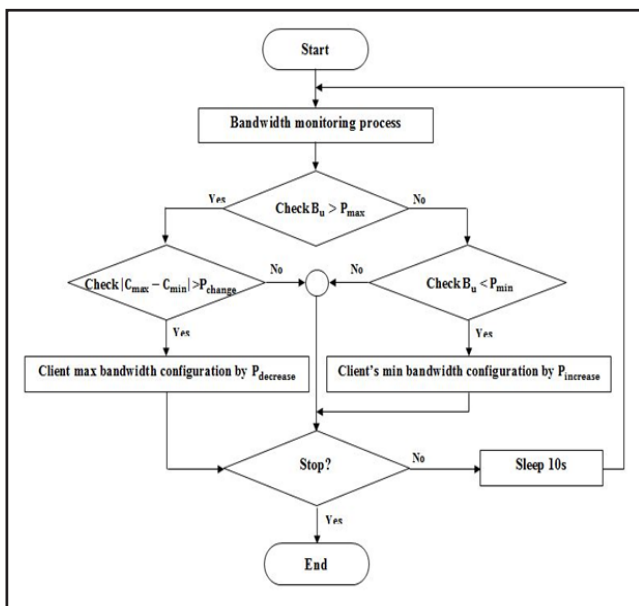 Start
Bandwidth monitoring process
Yes
Check B_u > P_max
No
Check |C_max – C_min| >P_change
No
No
Check B_u < P_min
Yes
Yes
Client max bandwidth configuration by P_decrease
Client's min bandwidth configuration by P_increase
Stop?
No
Sleep 10s
Yes
End